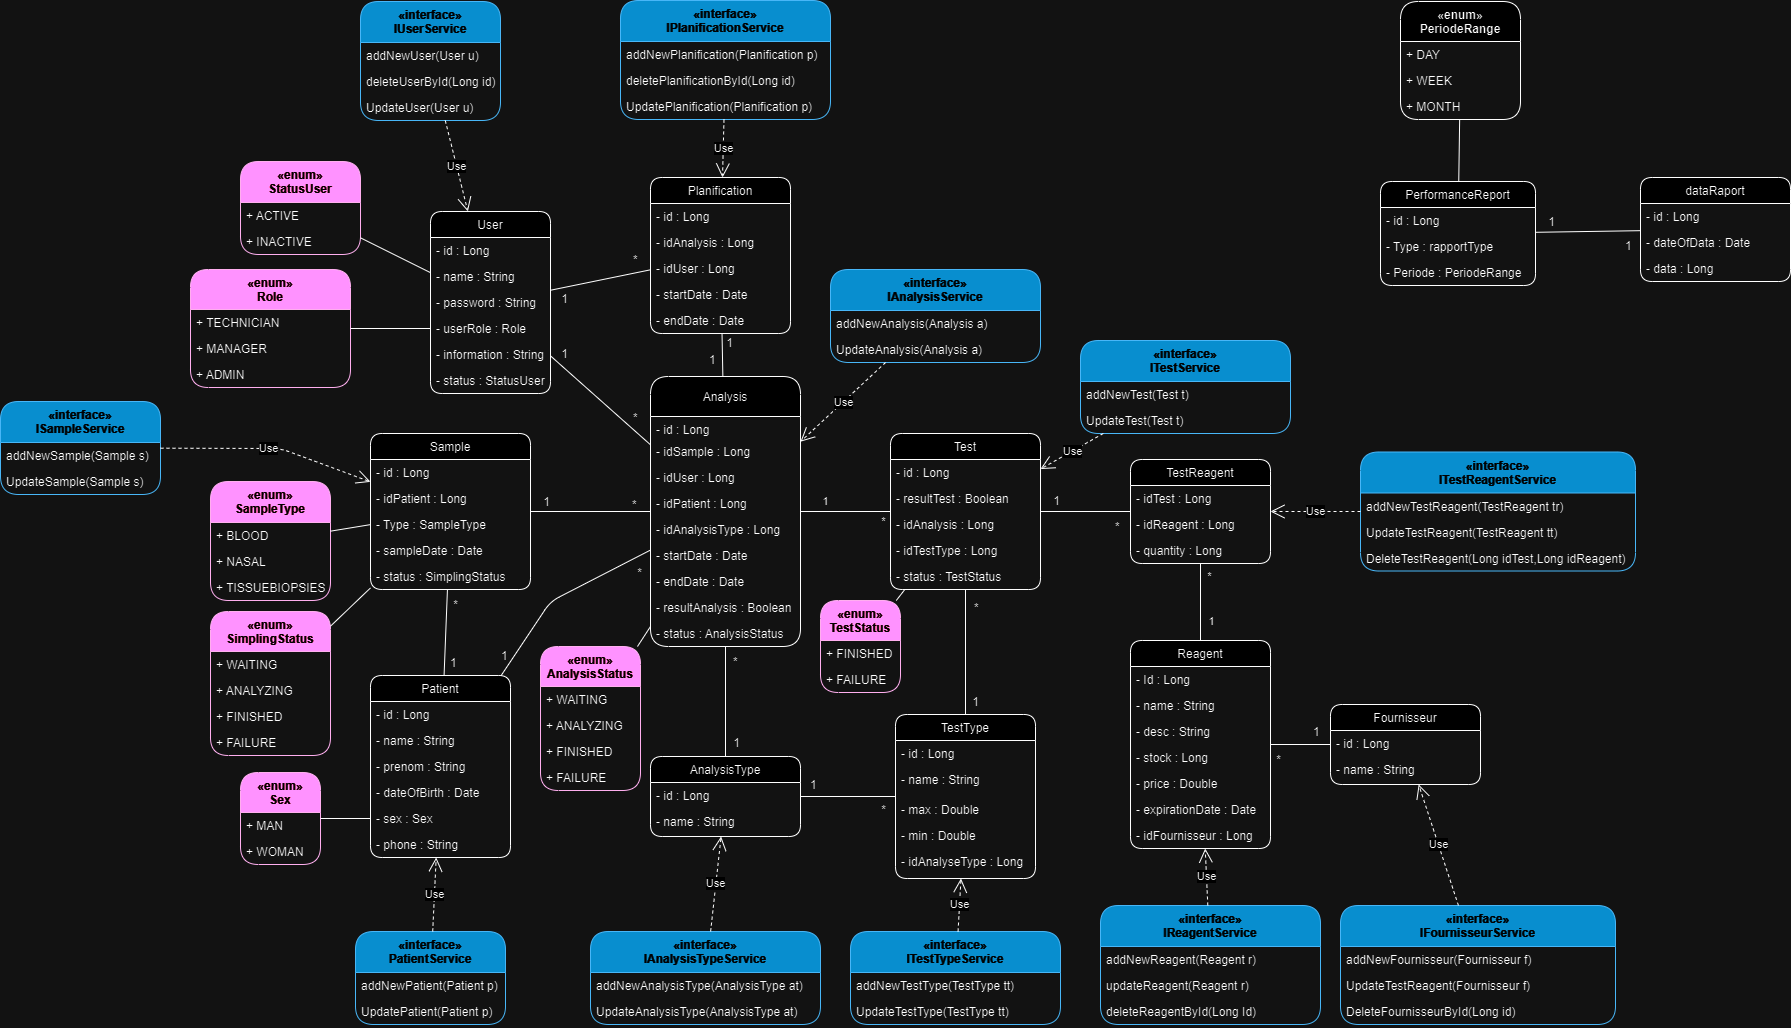 «interface»
IUserService
addNewUser(User u)
deleteUserById(Long id)
UpdateUser(User u)
Use
«interface»
IPlanificationService
addNewPlanification(Planification p)
deletePlanificationById(Long id)
UpdatePlanification(Planification p)
Use
«enum»
PeriodeRange
+ DAY
+ WEEK
+ MONTH
«enum»
StatusUser
+ ACTIVE
+ INACTIVE
User
- id : Long
- name : String
- password : String
- userRole : Role
- information : String
- status : StatusUser
Planification
- id : Long
- idAnalysis : Long
- idUser : Long
- startDate : Date
- endDate : Date
PerformanceReport
- id : Long
- Type : rapportType
- Periode : PeriodeRange
1
1
dataRaport
- id : Long
- dateOfData : Date
- data : Long
«enum»
Role
+ TECHNICIAN
+ MANAGER
+ ADMIN
*
1
1
1
1
*
«interface»
IAnalysisService
addNewAnalysis(Analysis a)
UpdateAnalysis(Analysis a)
Use
«interface»
ITestService
addNewTest(Test t)
UpdateTest(Test t)
Use
«interface»
ISampleService
addNewSample(Sample s)
UpdateSample(Sample s)
Use
Sample
- id : Long
- idPatient : Long
- Type : SampleType
- sampleDate : Date
- status : SimplingStatus
1
*
Analysis
- id : Long
- idSample : Long
- idUser : Long
- idPatient : Long
- idAnalysisType : Long
- startDate : Date
- endDate : Date
- resultAnalysis : Boolean
- status : AnalysisStatus
1
*
Test
- id : Long
- resultTest : Boolean
- idAnalysis : Long
- idTestType : Long
- status : TestStatus
1
*
TestReagent
- idTest : Long
- idReagent : Long
- quantity : Long
Use
«interface»
ITestReagentService
addNewTestReagent(TestReagent tr)
UpdateTestReagent(TestReagent tt)
DeleteTestReagent(Long idTest,Long idReagent)
«enum»
SampleType
+ BLOOD
+ NASAL
+ TISSUEBIOPSIES
«enum»
SimplingStatus
+ WAITING
+ ANALYZING
+ FINISHED
+ FAILURE
*
1
*
1
«enum»
AnalysisStatus
+ WAITING
+ ANALYZING
+ FINISHED
+ FAILURE
*
1
«enum»
TestStatus
+ FINISHED
+ FAILURE
*
1
*
1
Patient
- id : Long
- name : String
- prenom : String
- dateOfBirth : Date
- sex : Sex
- phone : String
«enum»
Sex
+ MAN
+ WOMAN
AnalysisType
- id : Long
- name : String
1
*
TestType
- id : Long
- name : String
- max : Double
- min : Double
- idAnalyseType : Long
Reagent
- Id : Long
- name : String
- desc : String
- stock : Long
- price : Double
- expirationDate : Date
- idFournisseur : Long
1
*
Fournisseur
- id : Long
- name : String
Use
Use
Use
Use
Use
«interface»
PatientService
addNewPatient(Patient p)
UpdatePatient(Patient p)
«interface»
IAnalysisTypeService
addNewAnalysisType(AnalysisType at)
UpdateAnalysisType(AnalysisType at)
«interface»
ITestTypeService
addNewTestType(TestType tt)
UpdateTestType(TestType tt)
«interface»
IReagentService
addNewReagent(Reagent r)
updateReagent(Reagent r)
deleteReagentById(Long Id)
«interface»
IFournisseurService
addNewFournisseur(Fournisseur f)
UpdateTestReagent(Fournisseur f)
DeleteFournisseurById(Long id)